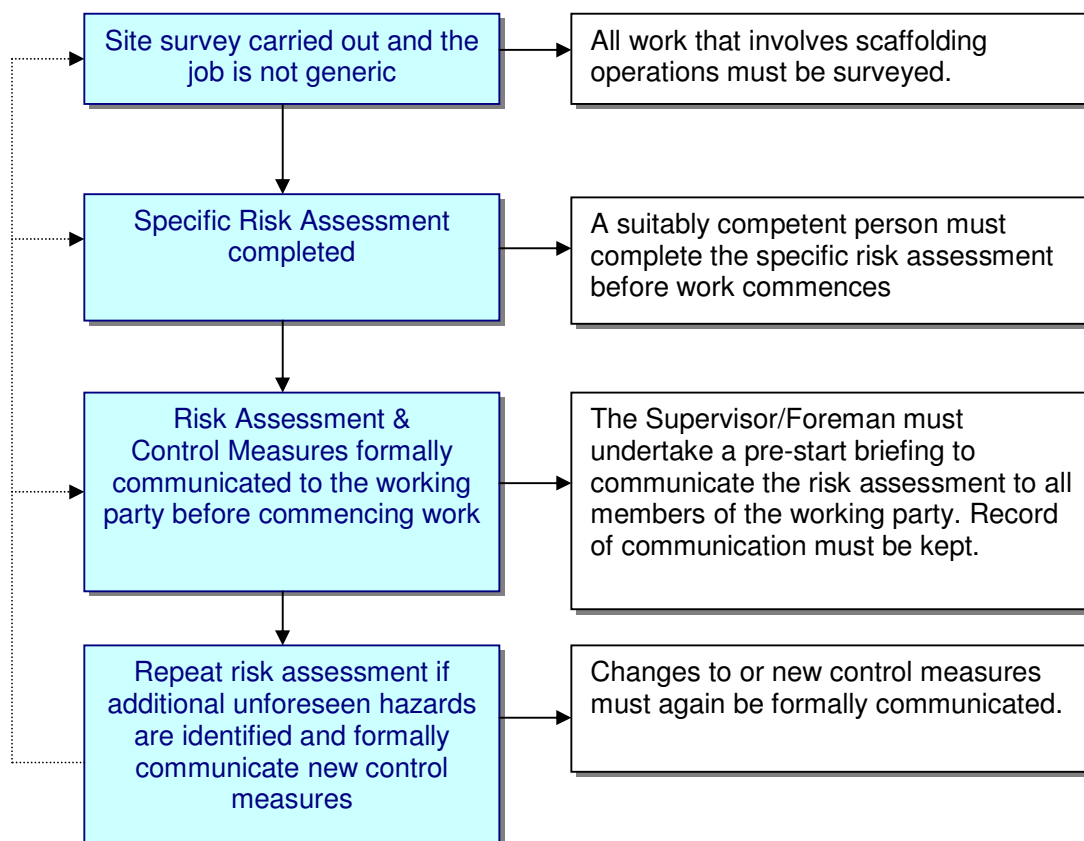 Site survey carried out and the
job is not generic
All work that involves scaffolding
operations must be surveyed.
Specific Risk Assessment
completed
A suitably competent person must
complete the specific risk assessment
before work commences
Risk Assessment &
Control Measures formally
communicated to the working
party before commencing work
The Supervisor/Foreman must
undertake a pre-start briefing to
communicate the risk assessment to all
members of the working party. Record
of communication must be kept.
Repeat risk assessment if
additional unforeseen hazards
are identified and formally
communicate new control
measures
Changes to or new control measures
must again be formally communicated.